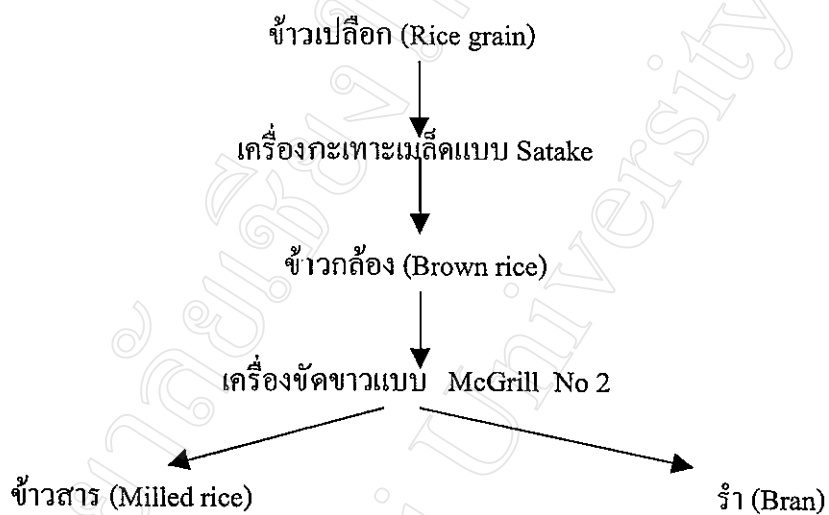 ข้าวเปลือก (Rice grain)
เครื่องกะเทาะเมล็ดแบบ Satake
ข้าวกล้อง (Brown rice)
เครื่องขัดขาวแบบ McGrill No 2
ข้าวสาร (Milled rice) รำ (Bran)